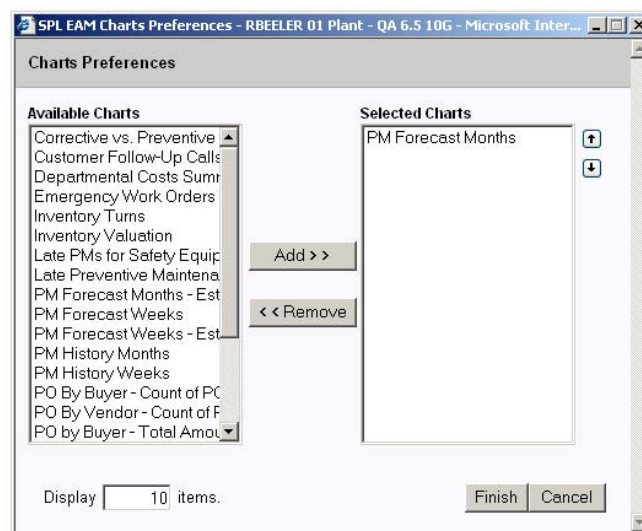 SPL EAM Charts Preferences - RBEELER 01 Plant - QA 6.5 10G - Microsoft Inter...
Charts Preferences
Available Charts
Corrective vs. Preventive
Customer Follow-Up Calls
Departmental Costs Sumr
Emergency Work Orders
Inventory Turns
Inventory Valuation
Late PMs for Safety Equip
Late Preventive Maintena
PM Forecast Months - Est
PM Forecast Weeks
PM Forecast Weeks - Est
PM History Months
PM History Weeks
PO By Buyer - Count of PO
PO By Vendor - Count of P
PO by Buyer - Total Amou
Add >>
<< Remove
Selected Charts
PM Forecast Months
Display 10 items.
Finish Cancel